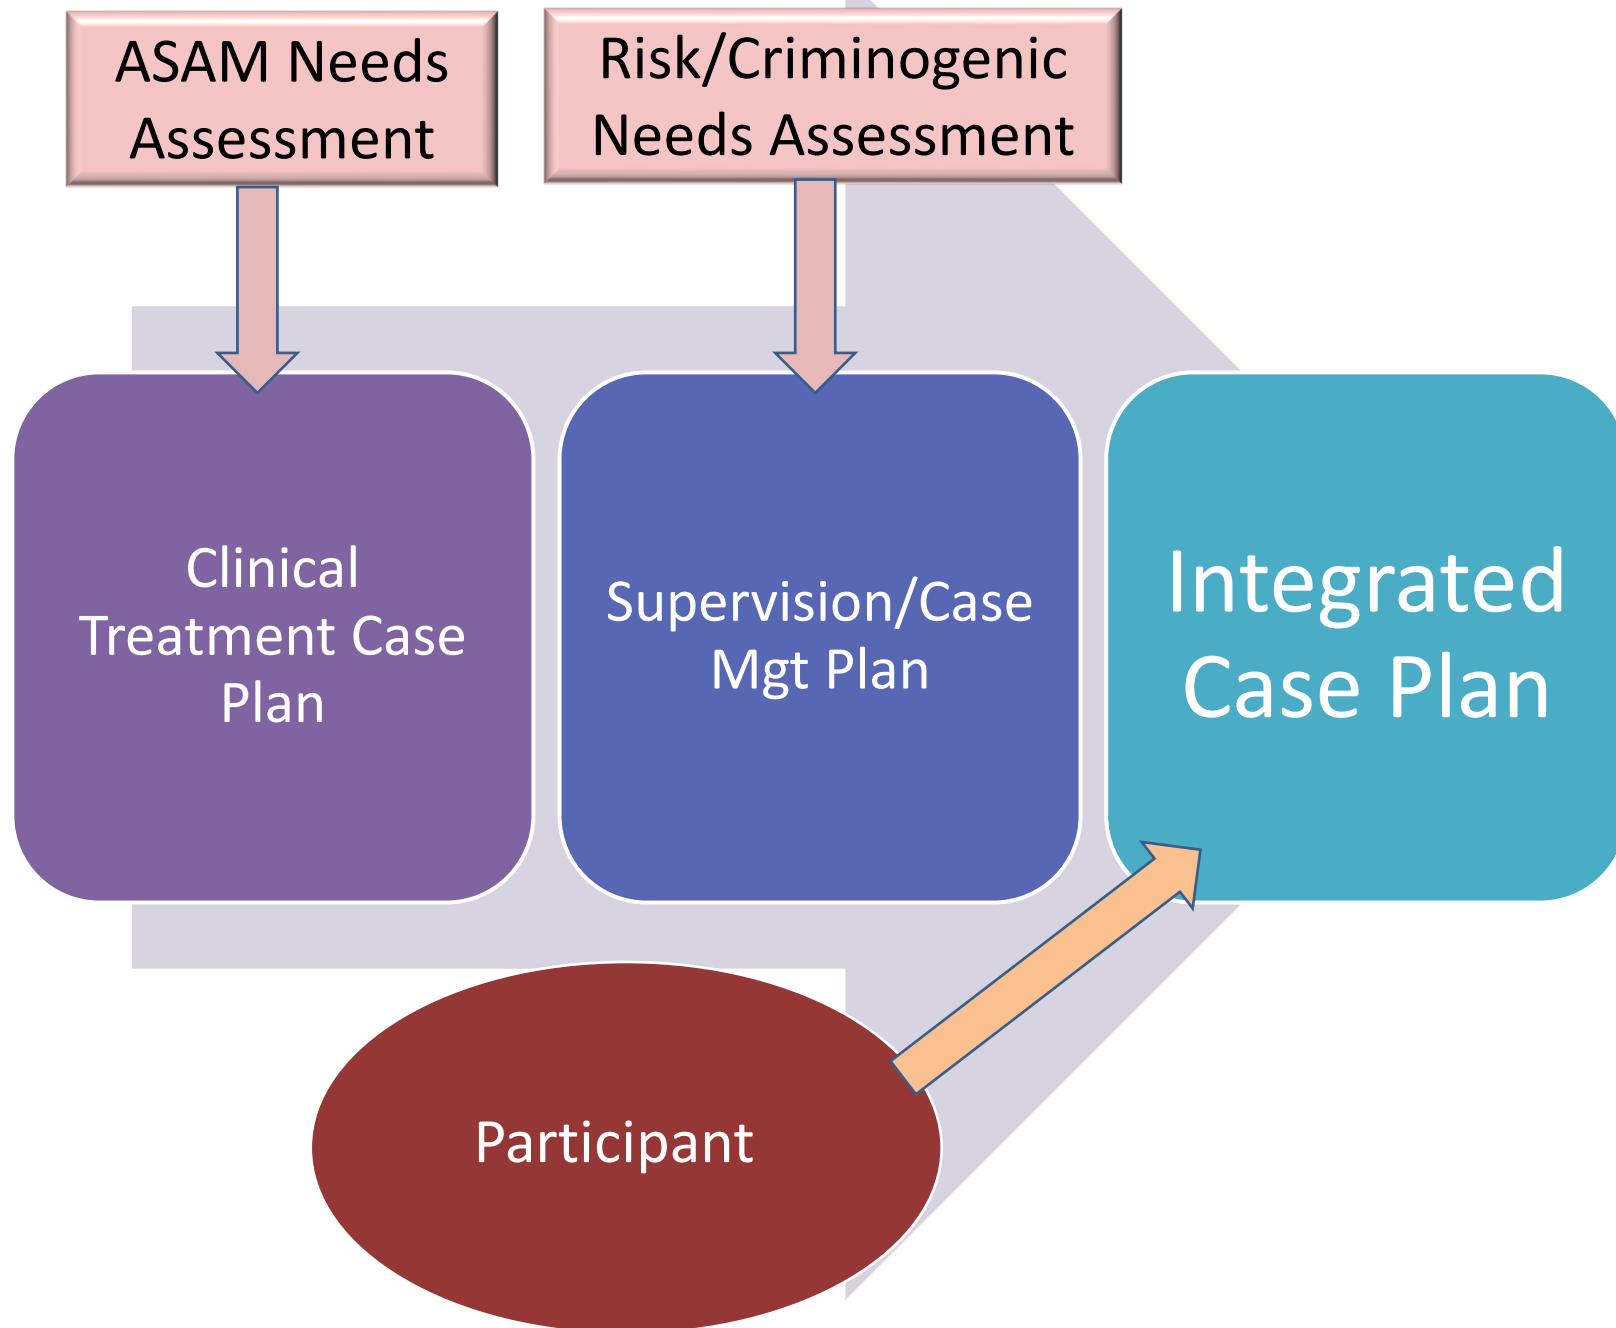 ASAM Needs
Assessment
Risk/Criminogenic
Needs Assessment
Clinical
Treatment Case
Plan
Supervision/Case
Mgt Plan
Integrated
Case Plan
Participant